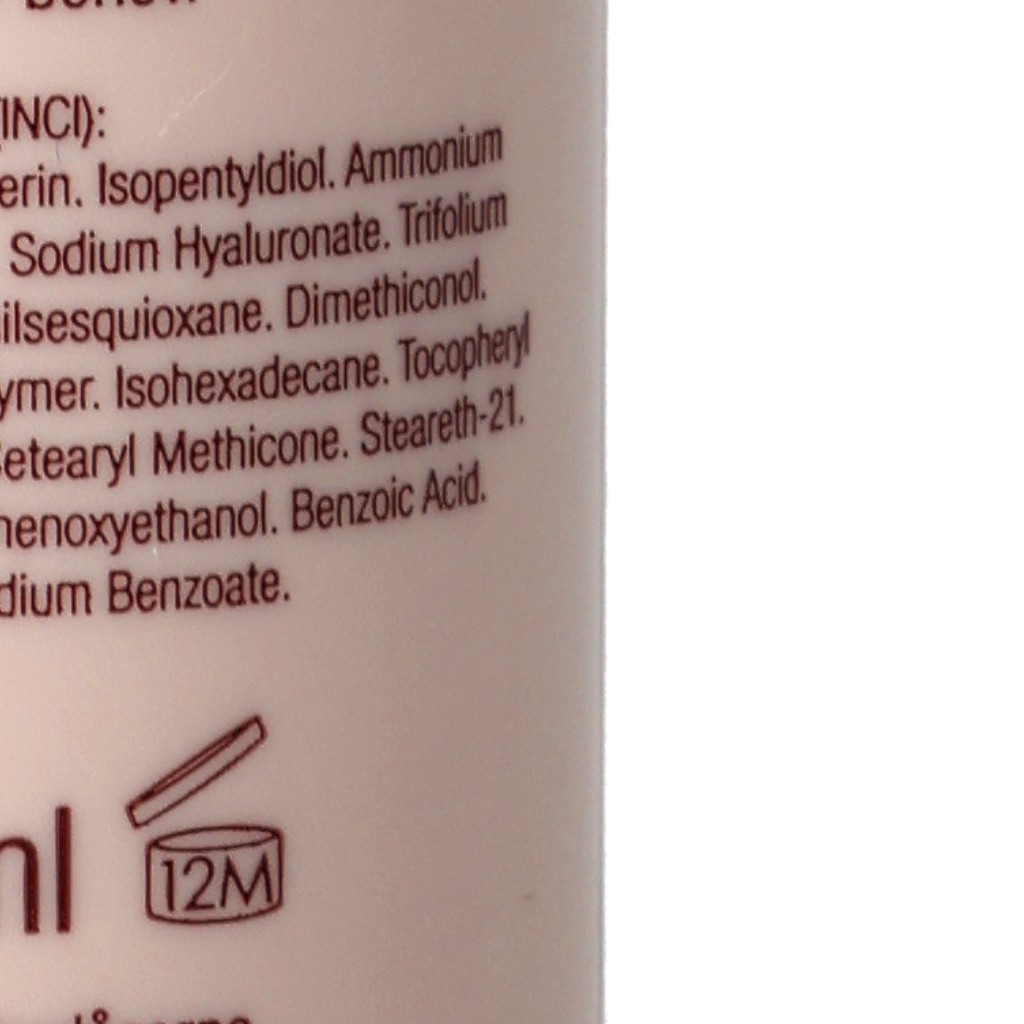 (INCI):
erin. Isopentyldiol. Ammonium
Sodium Hyaluronate. Trifolium
ilsesquioxane. Dimethiconol.
ymer. Isohexadecane. Tocopheryl
Cetearyl Methicone. Steareth-21.
henoxyethanol. Benzoic Acid.
dium Benzoate.
ml
12M